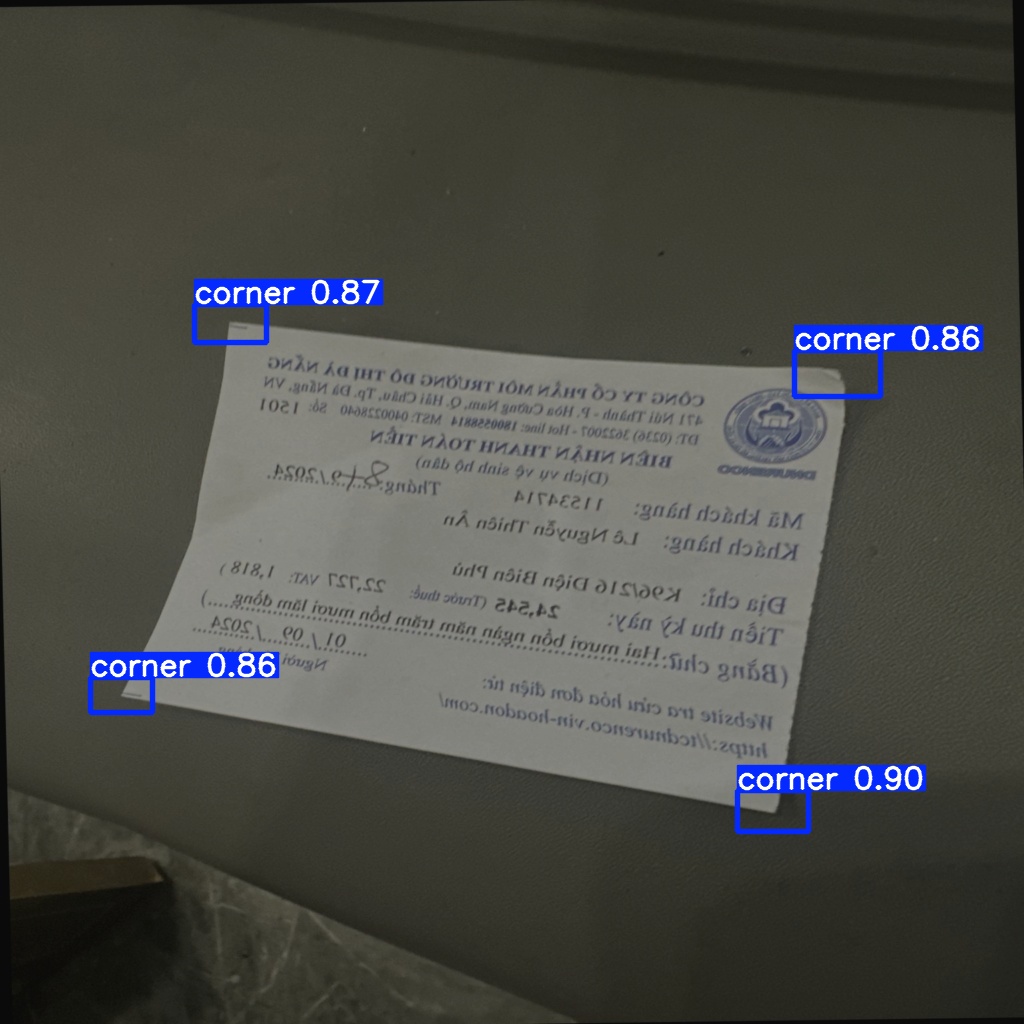 corner 0.87
corner 0.86
CÔNG TY CỔ PHẦN MÔI TRƯỜNG ĐÔ THỊ ĐÀ NẴNG
471 Núi Thành - P. Hòa Cường Nam, Q. Hải Châu, Tp. Đà Nẵng, VN
ĐT: (0236) 3622007 - Hot line: 1800558814 MST: 0400228640 Số: 1501
BIÊN NHẬN THANH TOÁN TIỀN
(Dịch vụ vệ sinh hộ dân)
Tháng: 8+9/2024
Mã khách hàng: 11534714
Khách hàng: Lê Nguyễn Thiên Ân
Địa chỉ: K96/216 Điện Biên Phủ
Tiền thu kỳ này: 24,545 (Trước thuế: 22,727 VAT: 1,818 )
(Bằng chữ: Hai mươi bốn ngàn năm trăm bốn mươi lăm đồng.....)
01 / 09 / 2024
Người
Website tra cứu hóa đơn điện tử:
https://tcdnurenco.vin-hoadon.com/
corner 0.86
corner 0.90